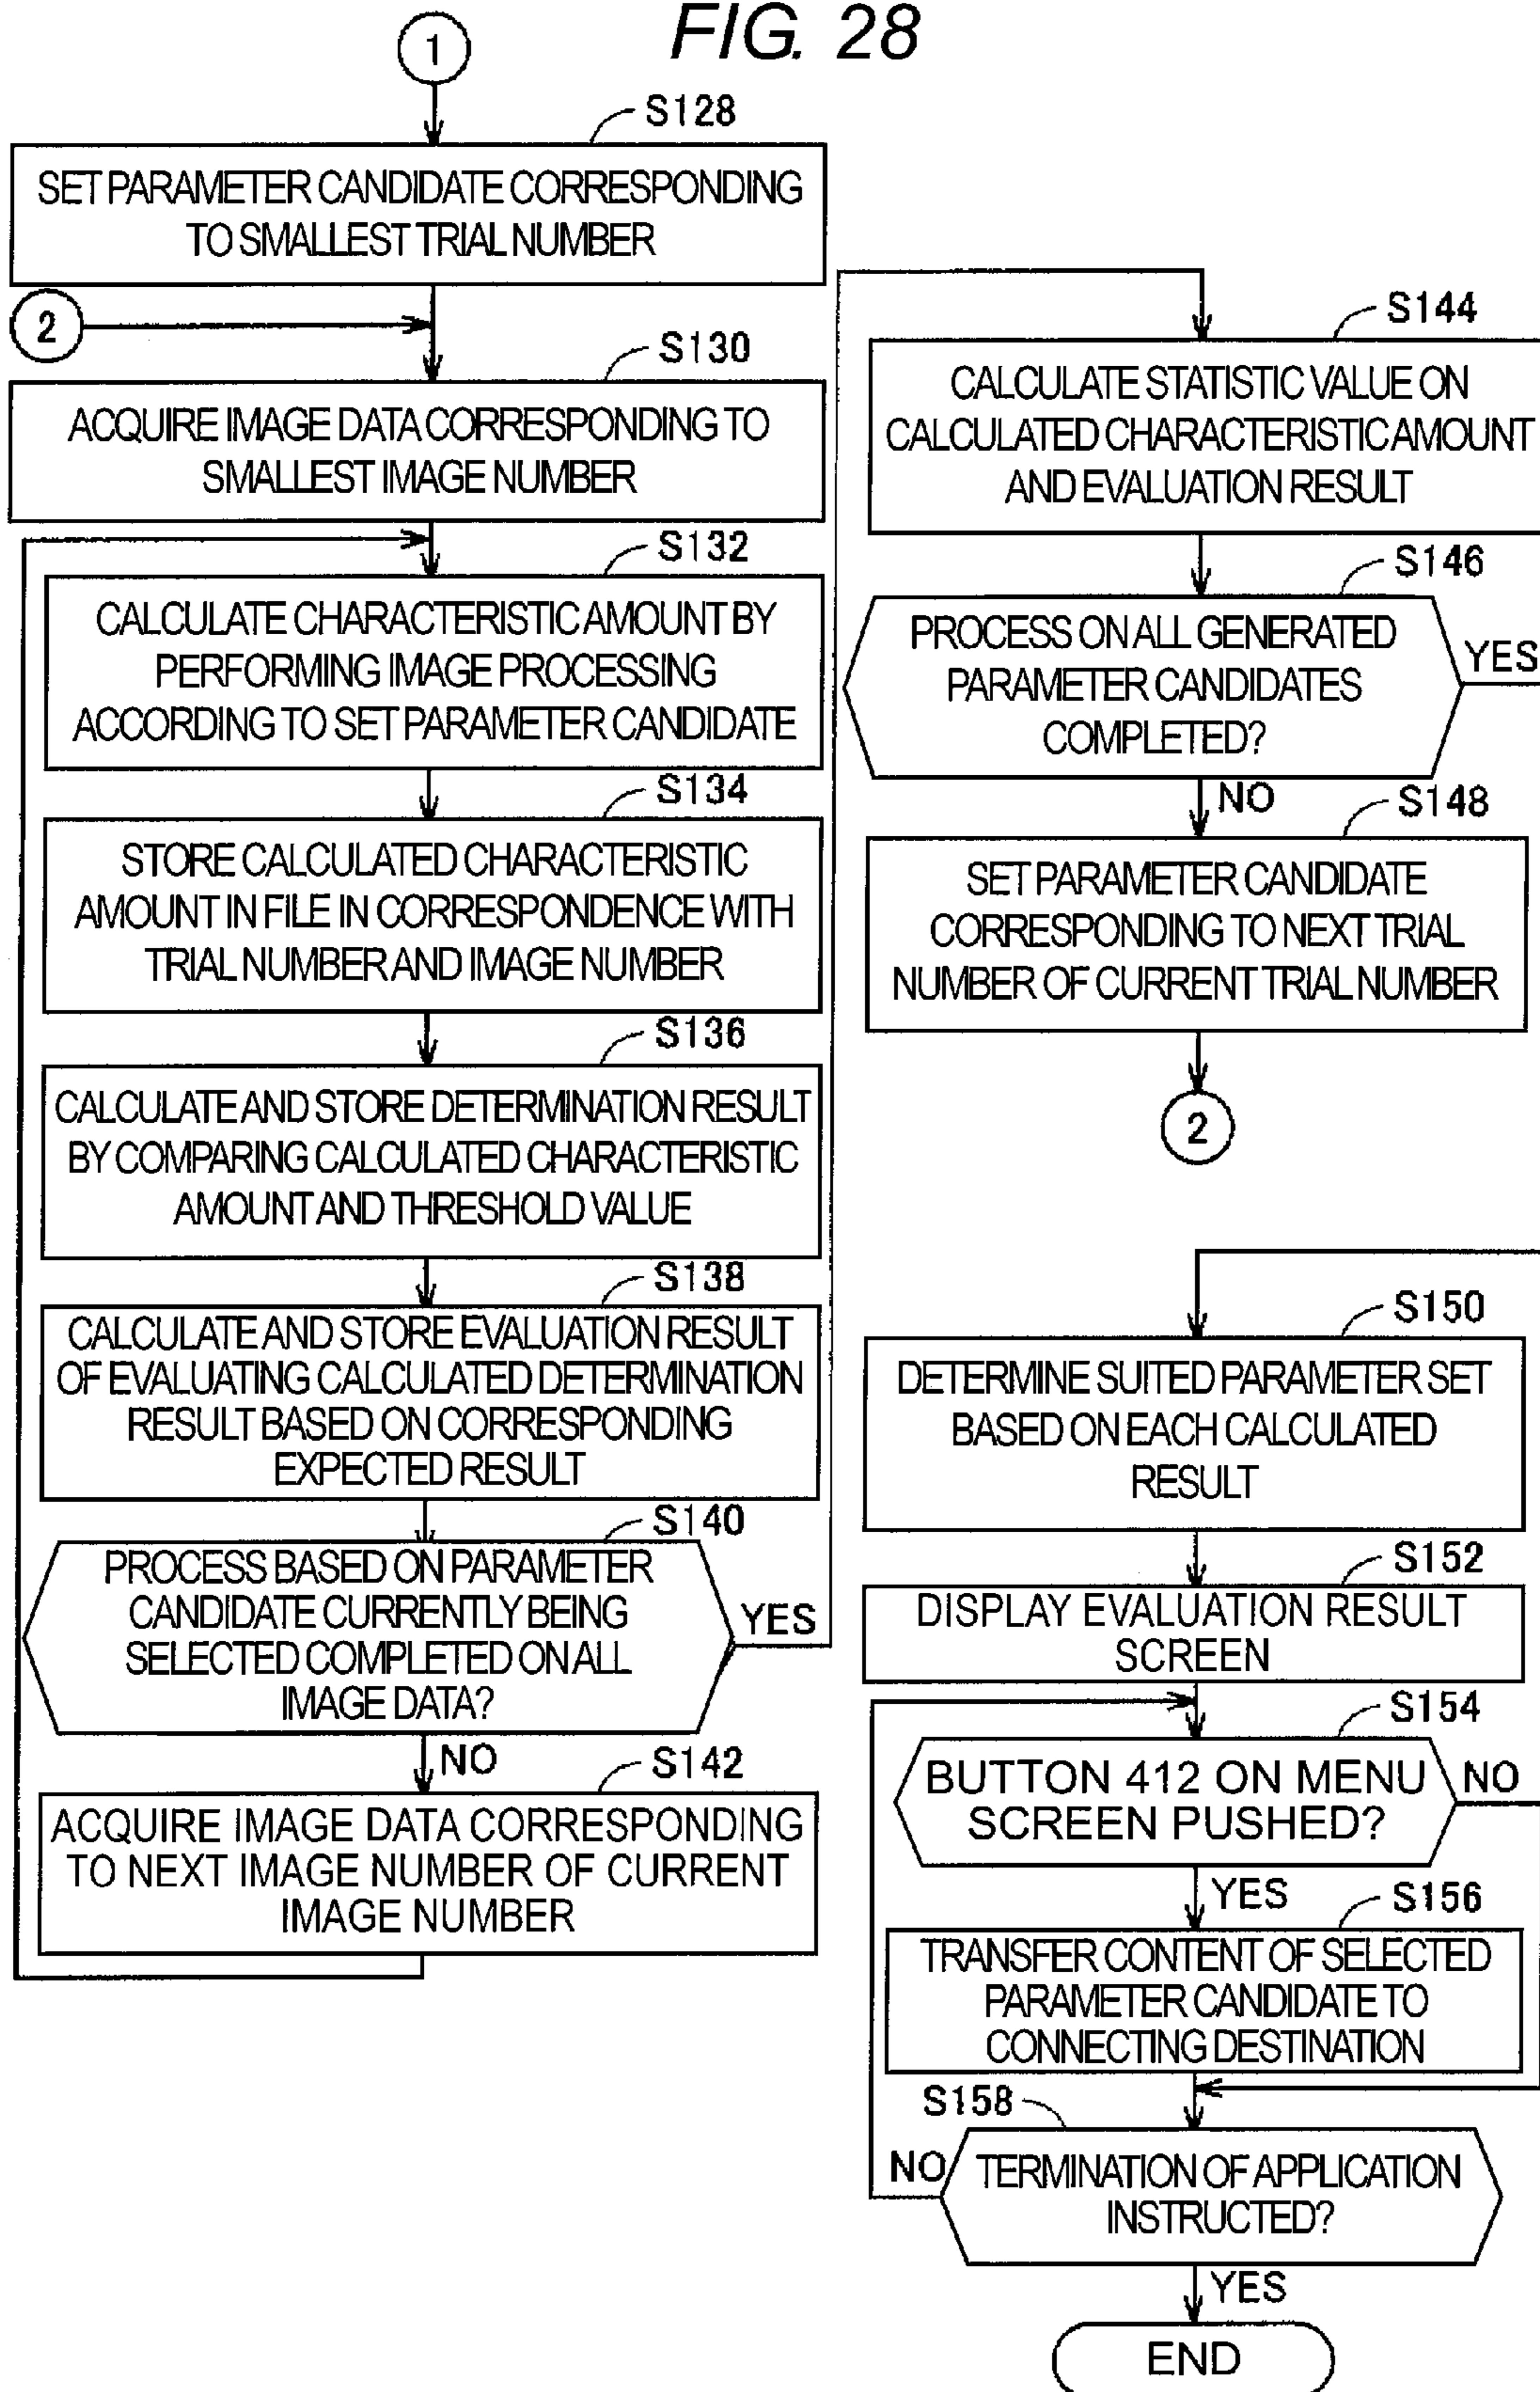 FIG. 28
1
S128
SET PARAMETER CANDIDATE CORRESPONDING
TO SMALLEST TRIAL NUMBER
2
S130
ACQUIRE IMAGE DATA CORRESPONDING TO
SMALLEST IMAGE NUMBER
S132
CALCULATE CHARACTERISTIC AMOUNT BY
PERFORMING IMAGE PROCESSING
ACCORDING TO SET PARAMETER CANDIDATE
S134
STORE CALCULATED CHARACTERISTIC
AMOUNT IN FILE IN CORRESPONDENCE WITH
TRIAL NUMBER AND IMAGE NUMBER
S136
CALCULATE AND STORE DETERMINATION RESULT
BY COMPARING CALCULATED CHARACTERISTIC
AMOUNT AND THRESHOLD VALUE
S138
CALCULATE AND STORE EVALUATION RESULT
OF EVALUATING CALCULATED DETERMINATION
RESULT BASED ON CORRESPONDING
EXPECTED RESULT
S140
PROCESS BASED ON PARAMETER
CANDIDATE CURRENTLY BEING
SELECTED COMPLETED ON ALL
IMAGE DATA?
YES
NO
S142
ACQUIRE IMAGE DATA CORRESPONDING
TO NEXT IMAGE NUMBER OF CURRENT
IMAGE NUMBER
S144
CALCULATE STATISTIC VALUE ON
CALCULATED CHARACTERISTIC AMOUNT
AND EVALUATION RESULT
S146
PROCESS ON ALL GENERATED
PARAMETER CANDIDATES
COMPLETED?
YES
NO
S148
SET PARAMETER CANDIDATE
CORRESPONDING TO NEXT TRIAL
NUMBER OF CURRENT TRIAL NUMBER
2
S150
DETERMINE SUITED PARAMETER SET
BASED ON EACH CALCULATED
RESULT
S152
DISPLAY EVALUATION RESULT
SCREEN
S154
BUTTON 412 ON MENU
SCREEN PUSHED?
NO
YES
S156
TRANSFER CONTENT OF SELECTED
PARAMETER CANDIDATE TO
CONNECTING DESTINATION
S158
NO
TERMINATION OF APPLICATION
INSTRUCTED?
YES
END